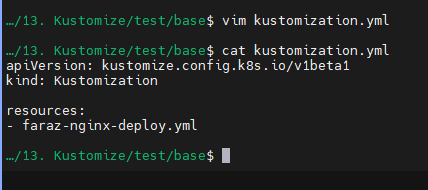 …/13. Kustomize/test/base$ vim kustomization.yml
…/13. Kustomize/test/base$ cat kustomization.yml
apiVersion: kustomize.config.k8s.io/v1beta1
kind: Kustomization
resources:
- faraz-nginx-deploy.yml
…/13. Kustomize/test/base$